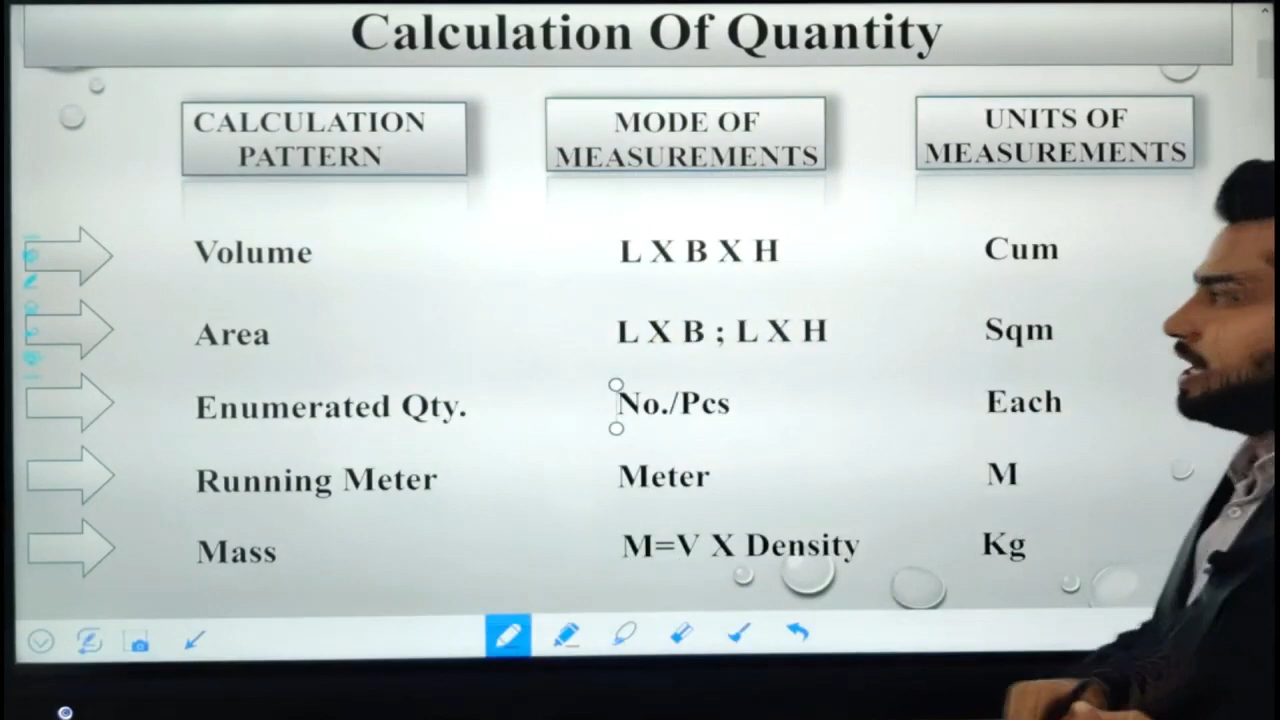 Calculation Of Quantity
CALCULATION
PATTERN
MODE OF
MEASUREMENTS
UNITS OF
MEASUREMENTS
Volume L X B X H Cum
Area L X B ; L X H Sqm
Enumerated Qty. No./Pcs Each
Running Meter Meter M
Mass M=V X Density Kg